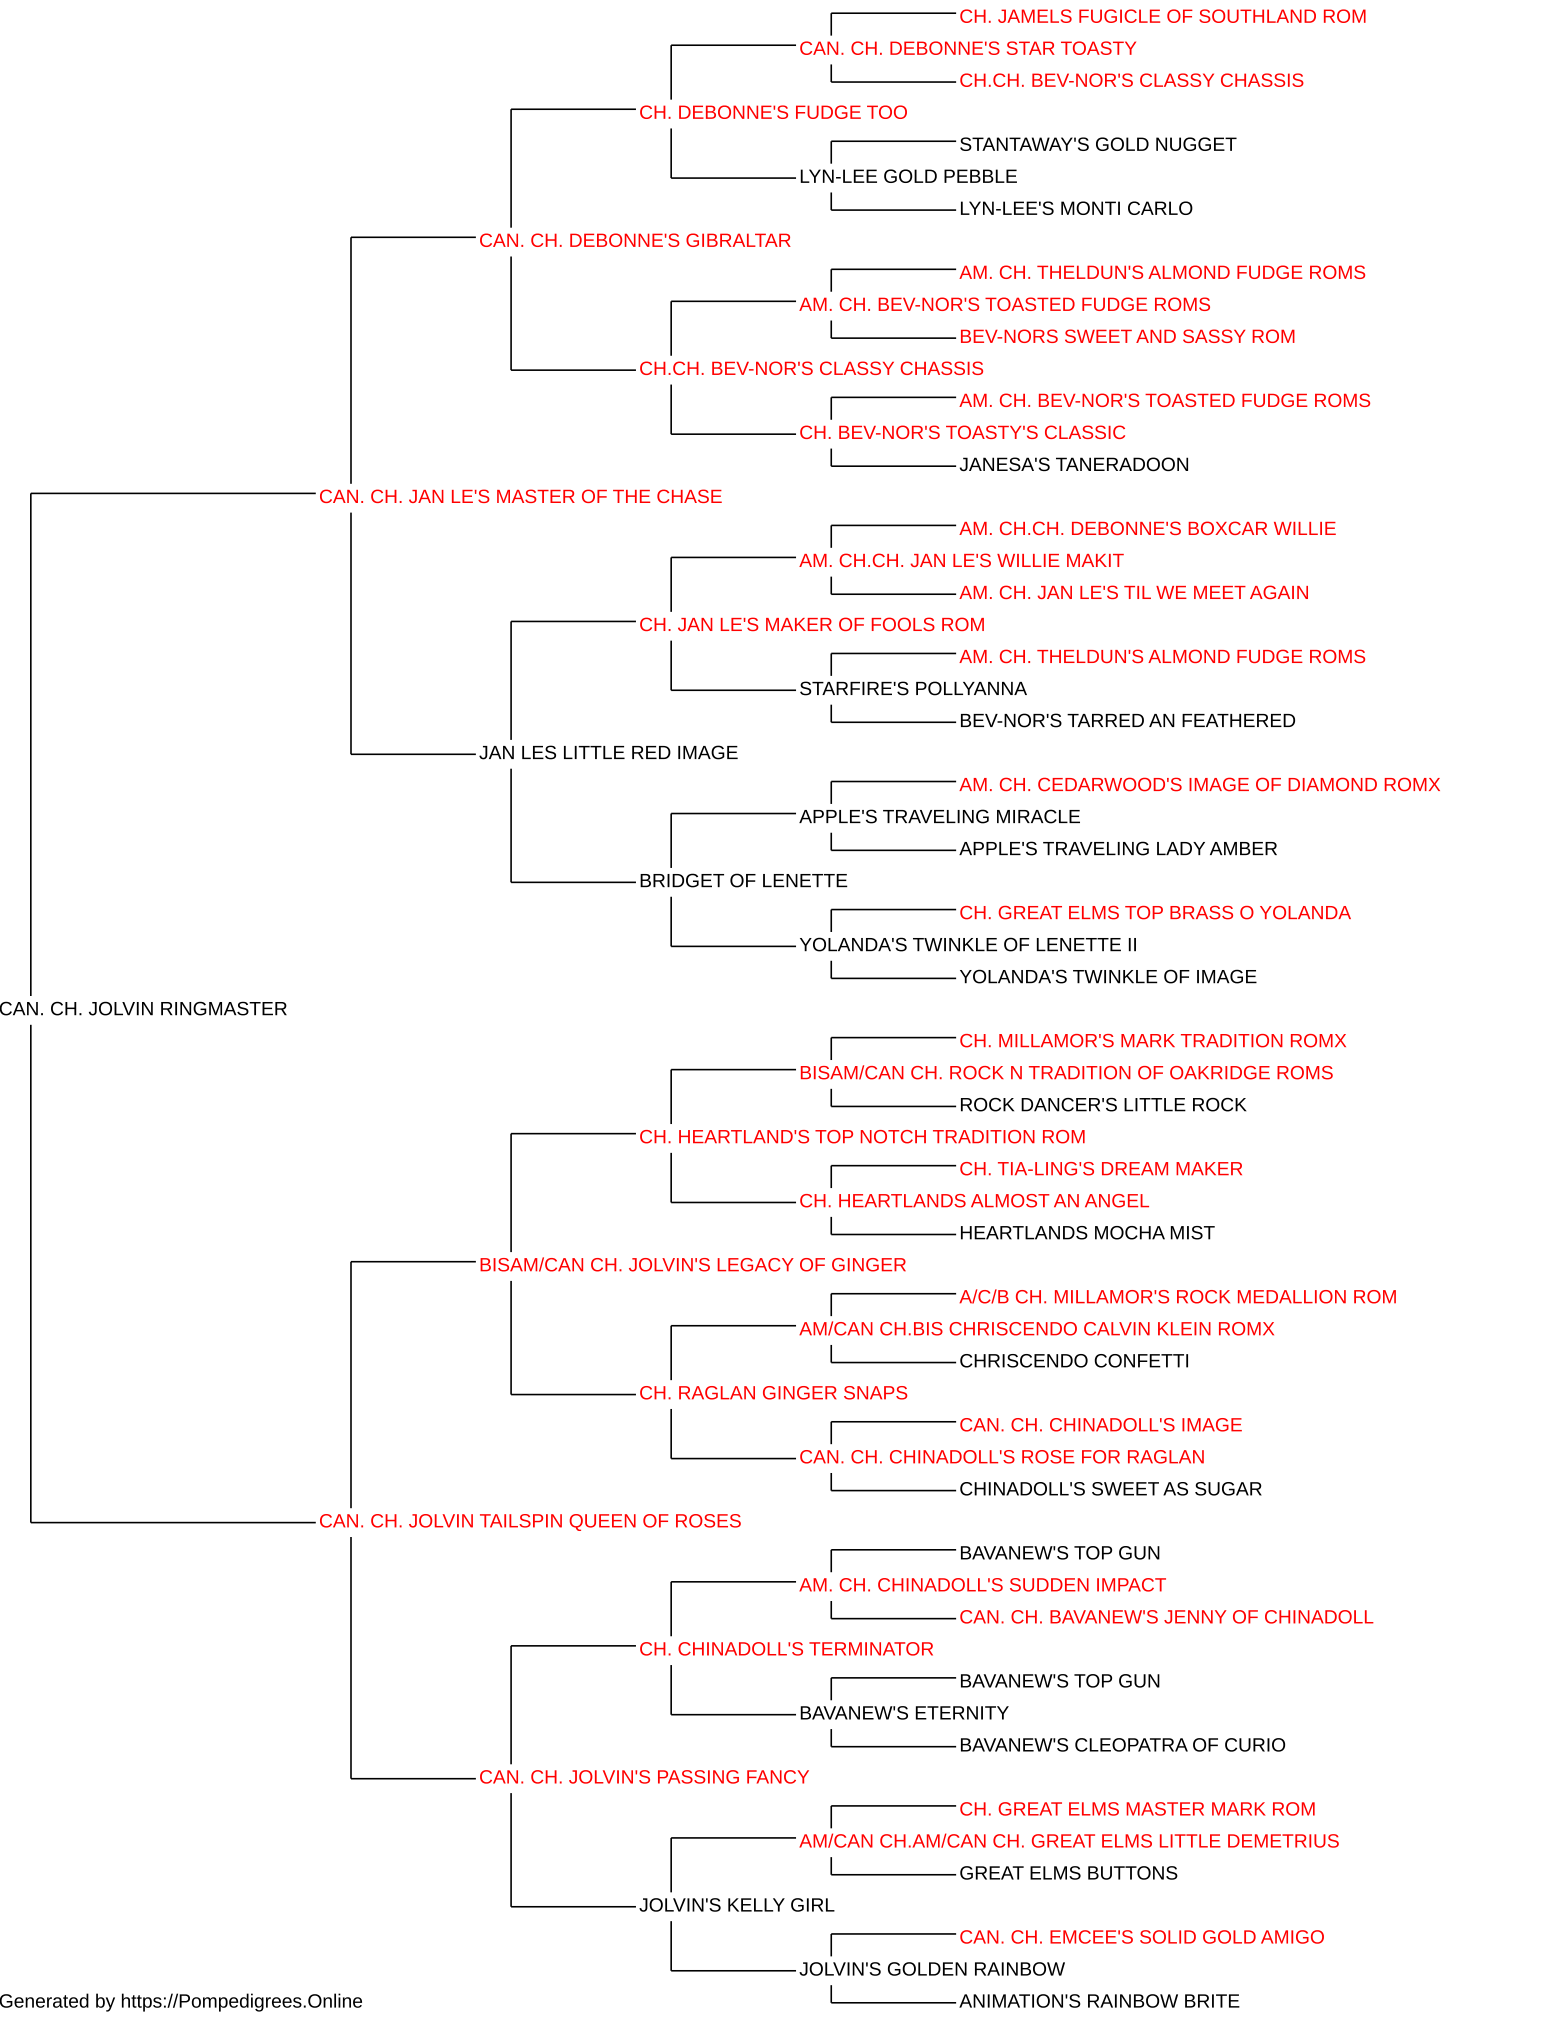 CH. JAMELS FUGICLE OF SOUTHLAND ROM
CAN. CH. DEBONNE'S STAR TOASTY
CH.CH. BEV-NOR'S CLASSY CHASSIS
CH. DEBONNE'S FUDGE TOO
STANTAWAY'S GOLD NUGGET
LYN-LEE GOLD PEBBLE
LYN-LEE'S MONTI CARLO
CAN. CH. DEBONNE'S GIBRALTAR
AM. CH. THELDUN'S ALMOND FUDGE ROMS
AM. CH. BEV-NOR'S TOASTED FUDGE ROMS
BEV-NORS SWEET AND SASSY ROM
CH.CH. BEV-NOR'S CLASSY CHASSIS
AM. CH. BEV-NOR'S TOASTED FUDGE ROMS
CH. BEV-NOR'S TOASTY'S CLASSIC
JANESA'S TANERADOON
CAN. CH. JAN LE'S MASTER OF THE CHASE
AM. CH.CH. DEBONNE'S BOXCAR WILLIE
AM. CH.CH. JAN LE'S WILLIE MAKIT
AM. CH. JAN LE'S TIL WE MEET AGAIN
CH. JAN LE'S MAKER OF FOOLS ROM
AM. CH. THELDUN'S ALMOND FUDGE ROMS
STARFIRE'S POLLYANNA
BEV-NOR'S TARRED AN FEATHERED
JAN LES LITTLE RED IMAGE
AM. CH. CEDARWOOD'S IMAGE OF DIAMOND ROMX
APPLE'S TRAVELING MIRACLE
APPLE'S TRAVELING LADY AMBER
BRIDGET OF LENETTE
CH. GREAT ELMS TOP BRASS O YOLANDA
YOLANDA'S TWINKLE OF LENETTE II
YOLANDA'S TWINKLE OF IMAGE
CAN. CH. JOLVIN RINGMASTER
CH. MILLAMOR'S MARK TRADITION ROMX
BISAM/CAN CH. ROCK N TRADITION OF OAKRIDGE ROMS
ROCK DANCER'S LITTLE ROCK
CH. HEARTLAND'S TOP NOTCH TRADITION ROM
CH. TIA-LING'S DREAM MAKER
CH. HEARTLANDS ALMOST AN ANGEL
HEARTLANDS MOCHA MIST
BISAM/CAN CH. JOLVIN'S LEGACY OF GINGER
A/C/B CH. MILLAMOR'S ROCK MEDALLION ROM
AM/CAN CH.BIS CHRISCENDO CALVIN KLEIN ROMX
CHRISCENDO CONFETTI
CH. RAGLAN GINGER SNAPS
CAN. CH. CHINADOLL'S IMAGE
CAN. CH. CHINADOLL'S ROSE FOR RAGLAN
CHINADOLL'S SWEET AS SUGAR
CAN. CH. JOLVIN TAILSPIN QUEEN OF ROSES
BAVANEW'S TOP GUN
AM. CH. CHINADOLL'S SUDDEN IMPACT
CAN. CH. BAVANEW'S JENNY OF CHINADOLL
CH. CHINADOLL'S TERMINATOR
BAVANEW'S TOP GUN
BAVANEW'S ETERNITY
BAVANEW'S CLEOPATRA OF CURIO
CAN. CH. JOLVIN'S PASSING FANCY
CH. GREAT ELMS MASTER MARK ROM
AM/CAN CH.AM/CAN CH. GREAT ELMS LITTLE DEMETRIUS
GREAT ELMS BUTTONS
JOLVIN'S KELLY GIRL
CAN. CH. EMCEE'S SOLID GOLD AMIGO
JOLVIN'S GOLDEN RAINBOW
ANIMATION'S RAINBOW BRITE
Generated by https://Pompedigrees.Online